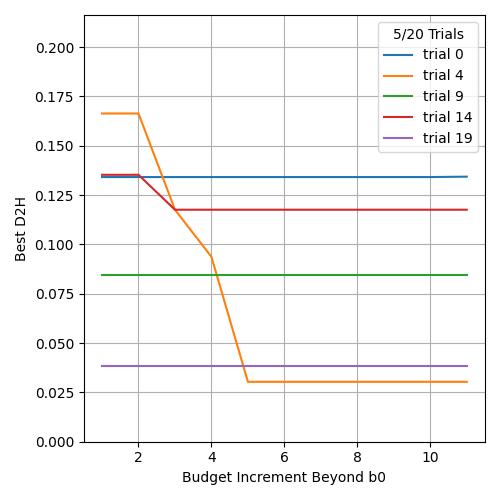 5/20 Trials
trial 0
trial 4
trial 9
trial 14
trial 19
0.200
0.175
0.150
0.125
0.100
0.075
0.050
0.025
0.000
Best D2H
2 4 6 8 10
Budget Increment Beyond b0